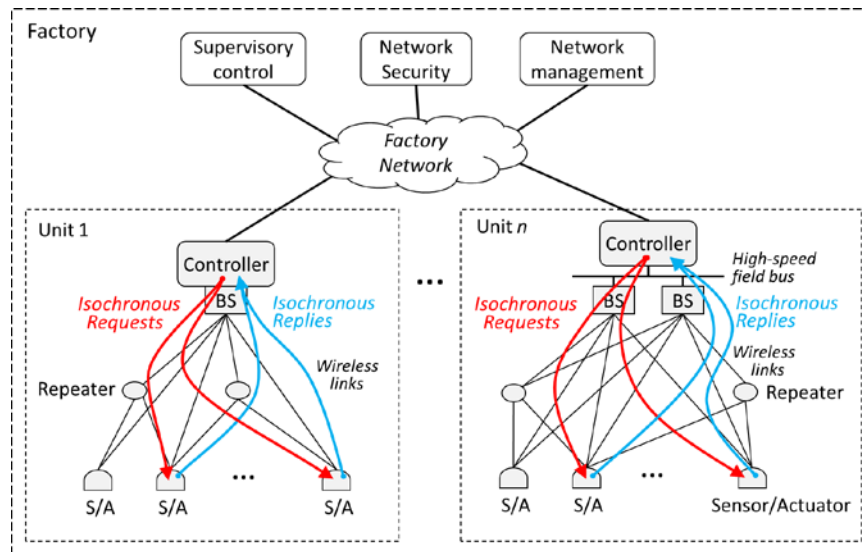 Factory
Supervisory
control
Network
Security
Network
management
Factory
Network
Unit 1
Controller
BS
Isochronous
Requests
Isochronous
Replies
Wireless
links
Repeater
S/A
S/A
...
S/A
...
Unit n
Controller
High-speed
field bus
BS
BS
Isochronous
Requests
Isochronous
Replies
Wireless
links
Repeater
S/A
S/A
...
Sensor/Actuator